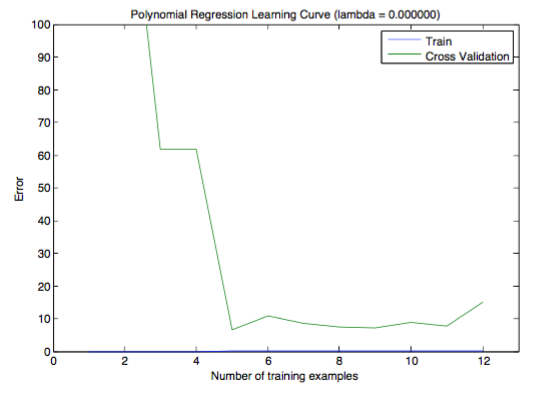 Polynomial Regression Learning Curve (lambda = 0.000000)
Train
Cross Validation
100
90
80
70
60
50
40
30
20
10
0
Error
0 2 4 6 8 10 12
Number of training examples